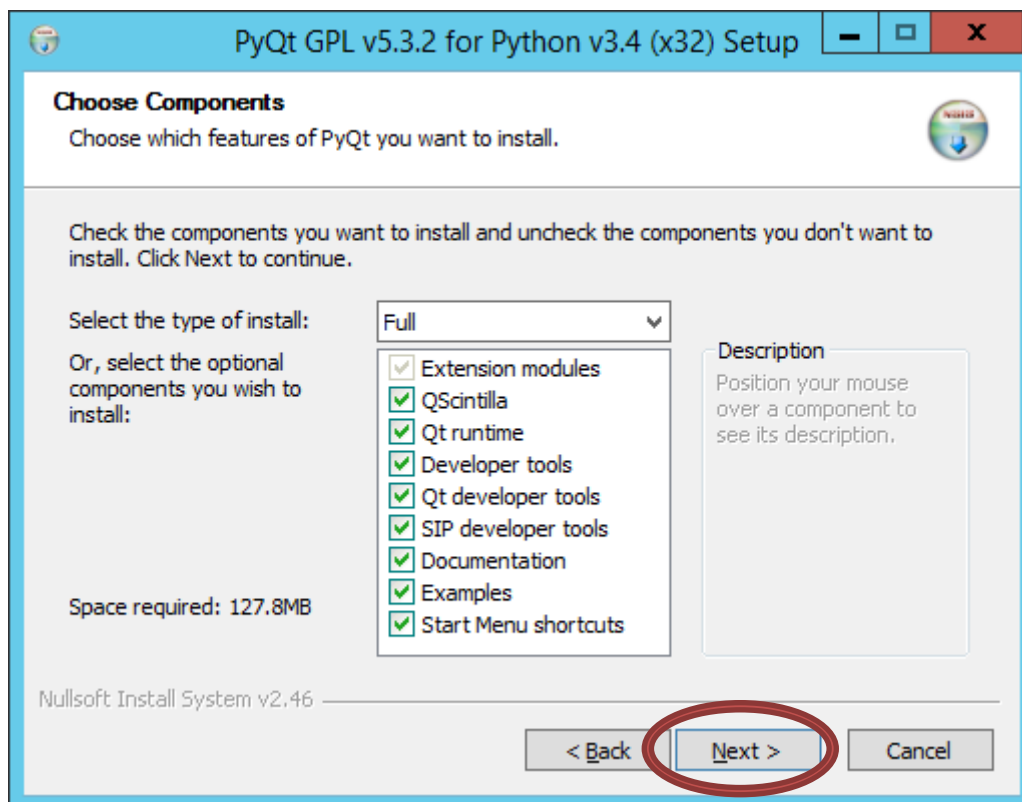 PyQt GPL v5.3.2 for Python v3.4 (x32) Setup
Choose Components
Choose which features of PyQt you want to install.
Check the components you want to install and uncheck the components you don't want to
install. Click Next to continue.
Select the type of install:
Full
Or, select the optional
components you wish to
install:
Extension modules
QScintilla
Qt runtime
Developer tools
Qt developer tools
SIP developer tools
Documentation
Examples
Start Menu shortcuts
Description
Position your mouse
over a component to
see its description.
Space required: 127.8MB
Nullsoft Install System v2.46
< Back
Next >
Cancel